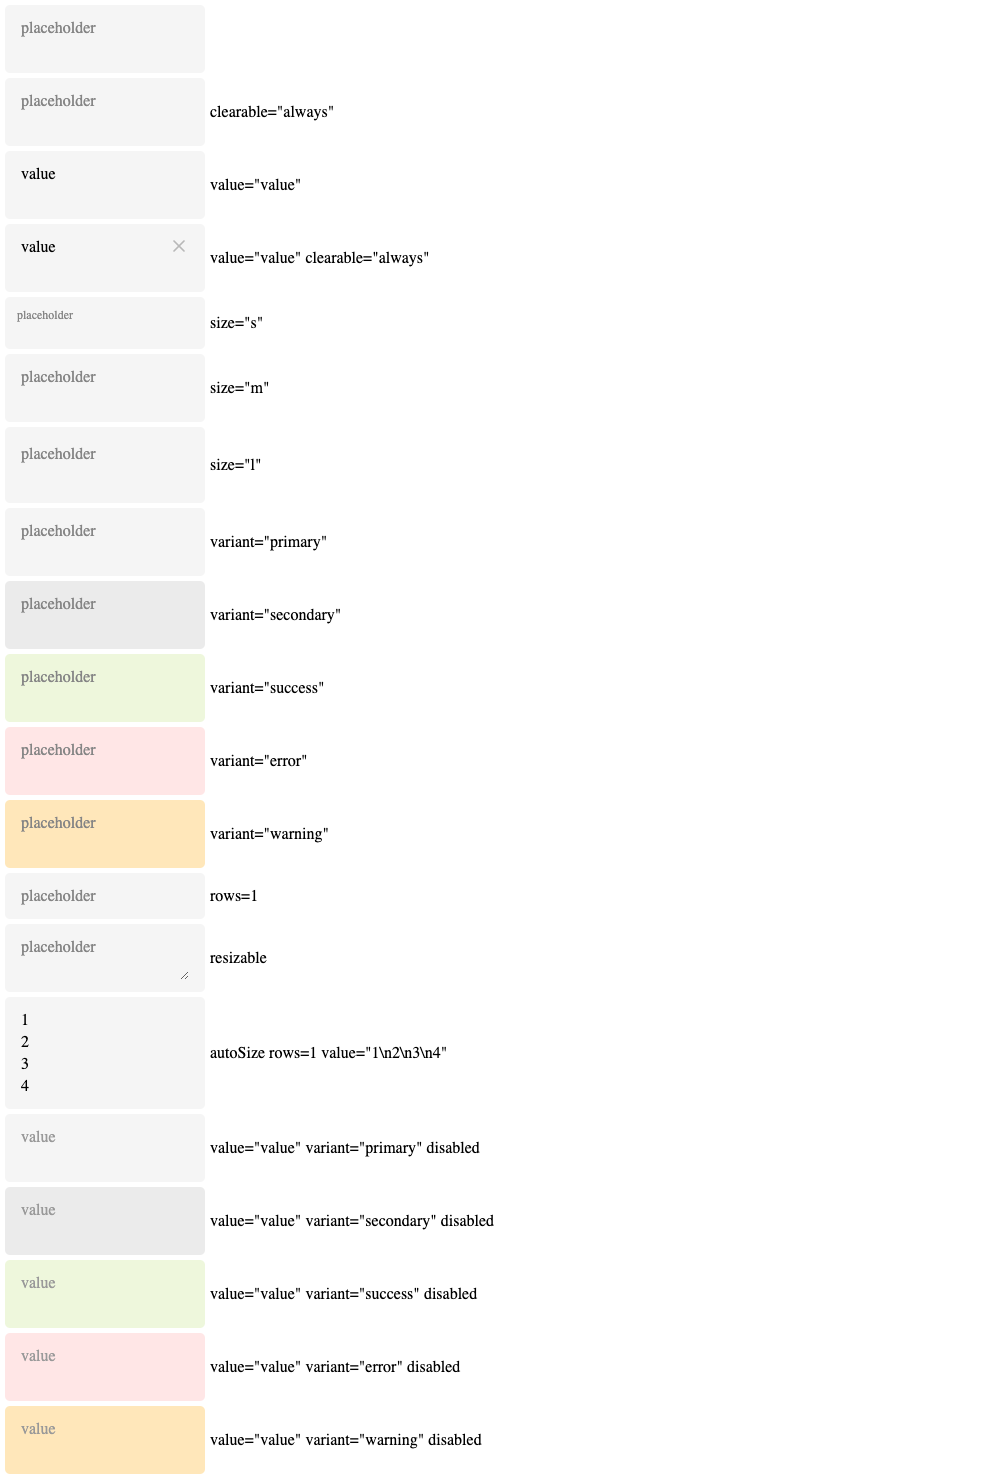 placeholder
placeholder clearable="always"
value value="value"
value value="value" clearable="always"
placeholder size="s"
placeholder size="m"
placeholder size="l"
placeholder variant="primary"
placeholder variant="secondary"
placeholder variant="success"
placeholder variant="error"
placeholder variant="warning"
placeholder rows=1
placeholder resizable
1
2
3
4
autoSize rows=1 value="1\n2\n3\n4"
value value="value" variant="primary" disabled
value value="value" variant="secondary" disabled
value value="value" variant="success" disabled
value value="value" variant="error" disabled
value value="value" variant="warning" disabled